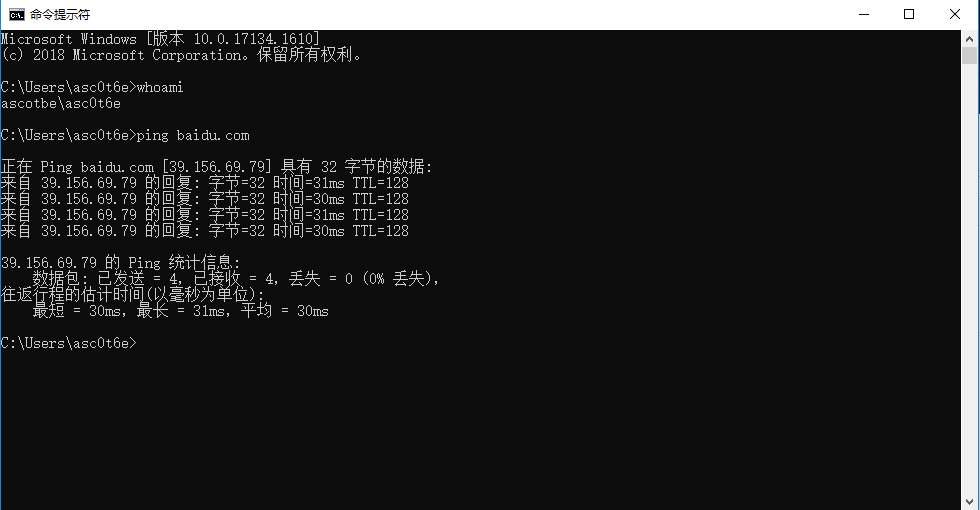 命令提示符
Microsoft Windows [版本 10.0.17134.1610]
(c) 2018 Microsoft Corporation。保留所有权利。
C:\Users\asc0t6e>whoami
ascotbe\asc0t6e
C:\Users\asc0t6e>ping baidu.com
正在 Ping baidu.com [39.156.69.79] 具有 32 字节的数据:
来自 39.156.69.79 的回复: 字节=32 时间=31ms TTL=128
来自 39.156.69.79 的回复: 字节=32 时间=30ms TTL=128
来自 39.156.69.79 的回复: 字节=32 时间=31ms TTL=128
来自 39.156.69.79 的回复: 字节=32 时间=30ms TTL=128
39.156.69.79 的 Ping 统计信息:
    数据包: 已发送 = 4，已接收 = 4，丢失 = 0 (0% 丢失)，
往返行程的估计时间(以毫秒为单位):
    最短 = 30ms，最长 = 31ms，平均 = 30ms
C:\Users\asc0t6e>